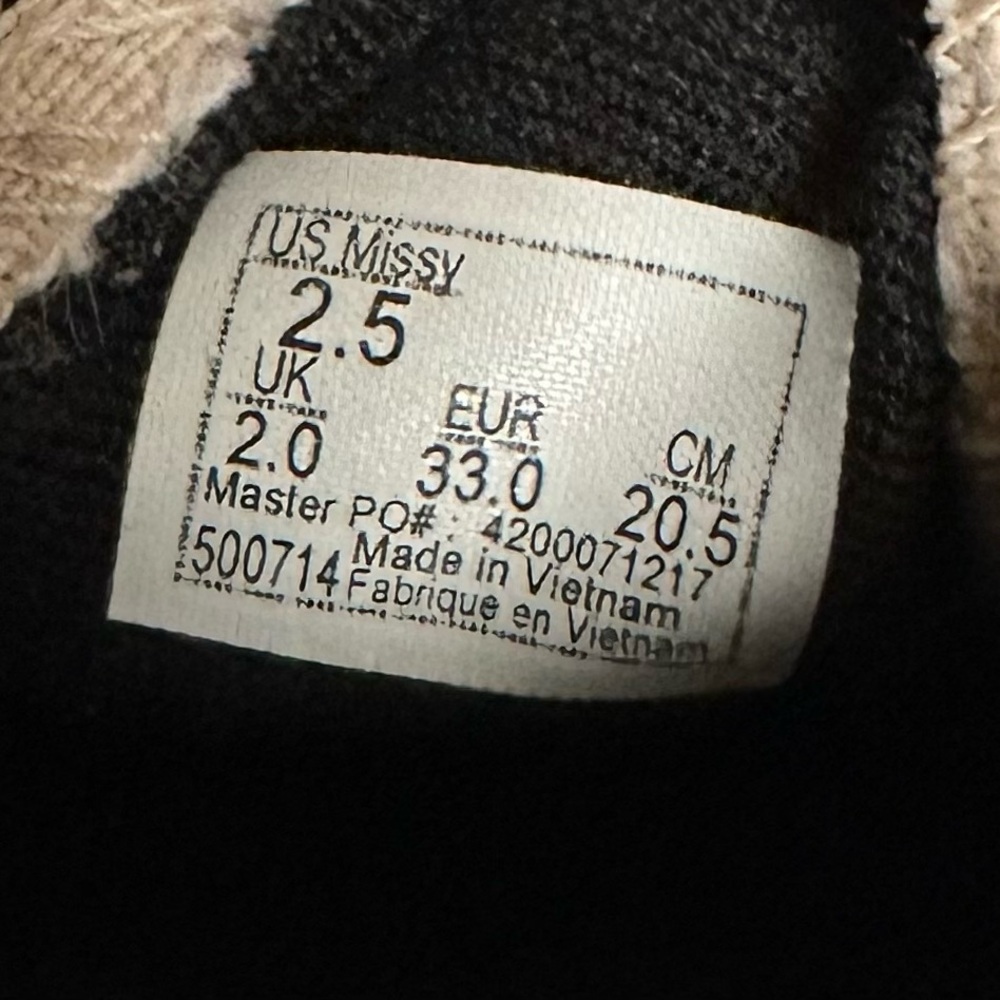 US Missy
2.5
UK EUR CM
2.0 33.0 20.5
Master PO# : 4200071217
500714 Made in Vietnam
Fabrique en Vietnam